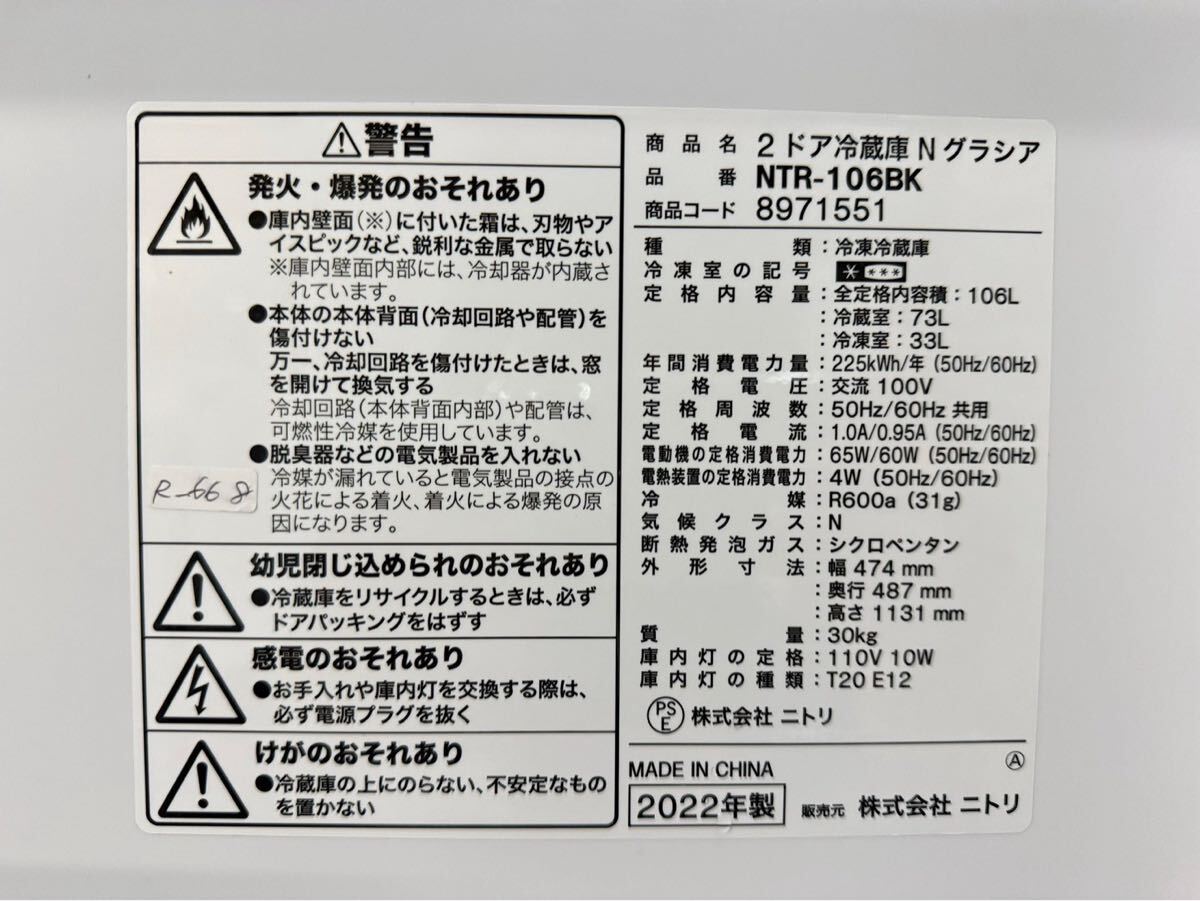 警告
発火・爆発のおそれあり
●庫内壁面（※）に付いた霜は、刃物やア
イスピックなど、鋭利な金属で取らない
※庫内壁面内部には、冷却器が内蔵さ
れています。
●本体の本体背面（冷却回路や配管）を
傷付けない
万一、冷却回路を傷付けたときは、窓
を開けて換気する
冷却回路（本体背面内部）や配管は、
可燃性冷媒を使用しています。
●脱臭器などの電気製品を入れない
冷媒が漏れていると電気製品の接点の
火花による着火、着火による爆発の原
因になります。
R-668
幼児閉じ込められのおそれあり
●冷蔵庫をリサイクルするときは、必ず
ドアパッキングをはずす
感電のおそれあり
●お手入れや庫内灯を交換する際は、
必ず電源プラグを抜く
けがのおそれあり
●冷蔵庫の上にのらない、不安定なもの
を置かない
商品名 2ドア冷蔵庫 N グラシア
品番 NTR-106BK
商品コード 8971551
種類：冷凍冷蔵庫
冷凍室の記号 * ***
定格内容量：全定格内容積：106L
：冷蔵室：73L
：冷凍室：33L
年間消費電力量：225kWh/年（50Hz/60Hz）
定格電圧：交流 100V
定格周波数：50Hz/60Hz 共用
定格電流：1.0A/0.95A（50Hz/60Hz）
電動機の定格消費電力：65W/60W（50Hz/60Hz）
電熱装置の定格消費電力：4W（50Hz/60Hz）
冷媒：R600a（31g）
気候クラス：N
断熱発泡ガス：シクロペンタン
外形寸法：幅 474 mm
：奥行 487 mm
：高さ 1131 mm
質量：30kg
庫内灯の定格：110V 10W
庫内灯の種類：T20 E12
PSE 株式会社 ニトリ
MADE IN CHINA Ⓐ
2022年製 販売元 株式会社 ニトリ